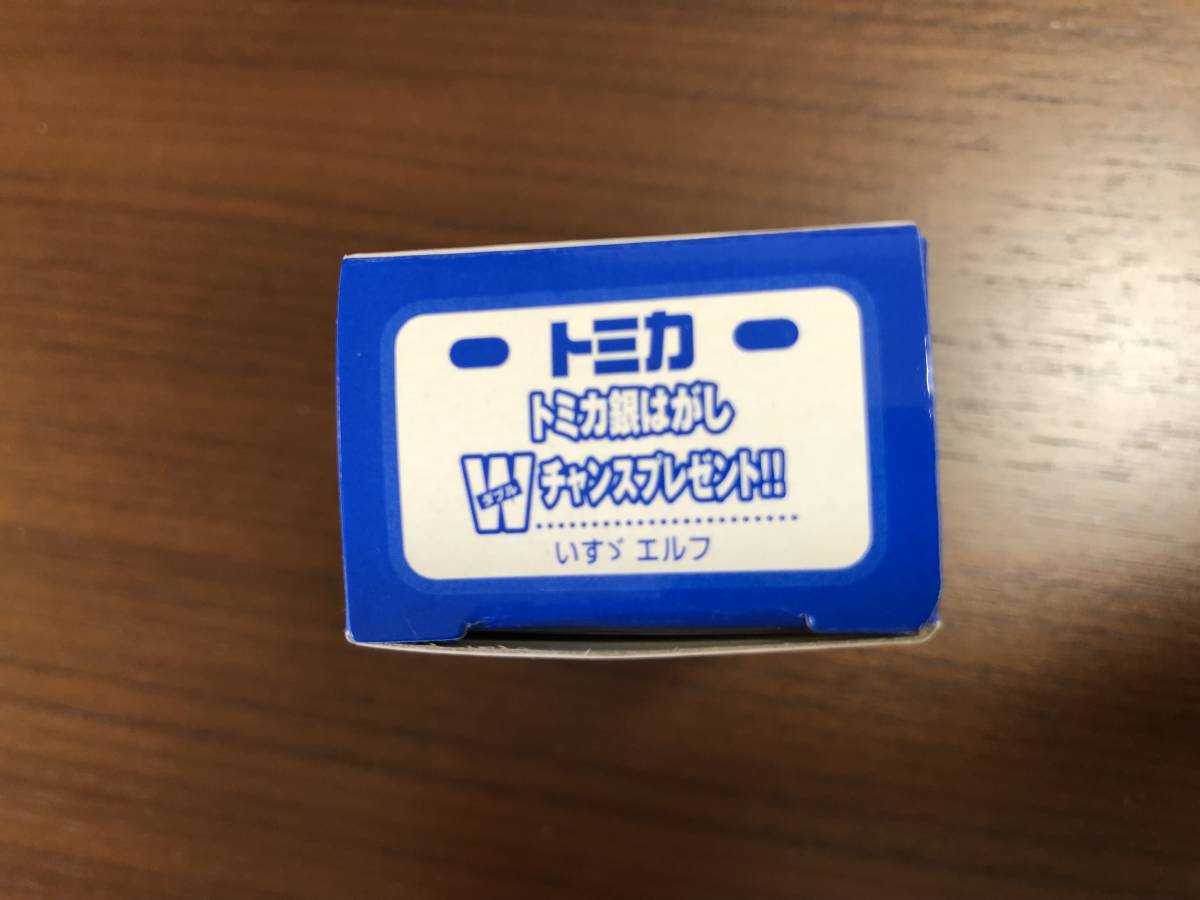 トミカ
トミカ銀はがし
Wダブルチャンスプレゼント!!
いすゞ エルフ